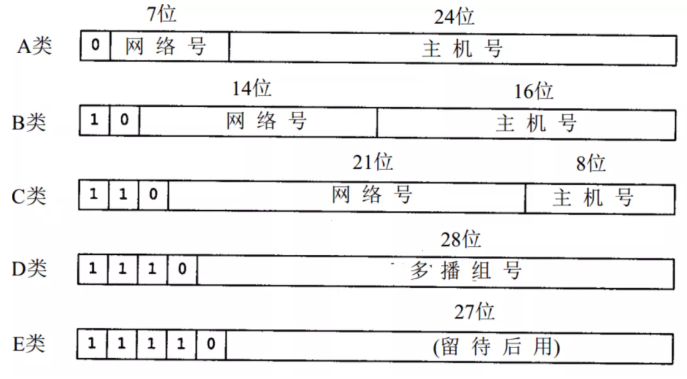 7位 24位
A类 0 网络号 主机号
14位 16位
B类 1 0 网络号 主机号
21位 8位
C类 1 1 0 网络号 主机号
28位
D类 1 1 1 0 多播组号
27位
E类 1 1 1 1 0 (留待后用)